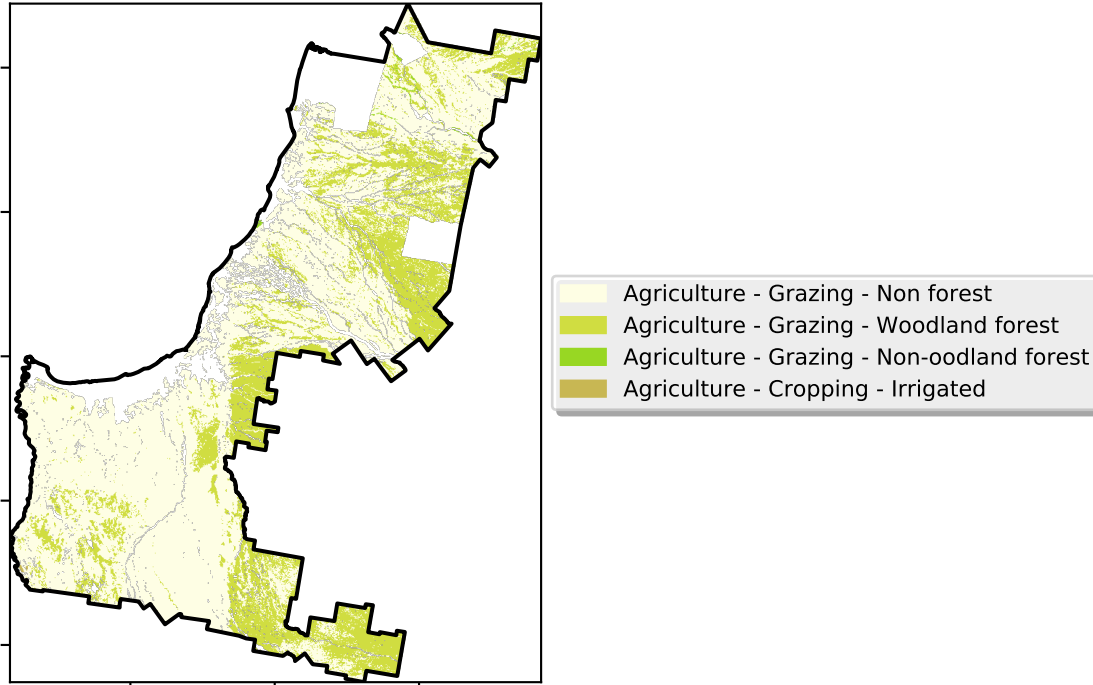 Agriculture - Grazing - Non forest
Agriculture - Grazing - Woodland forest
Agriculture - Grazing - Non-oodland forest
Agriculture - Cropping - Irrigated